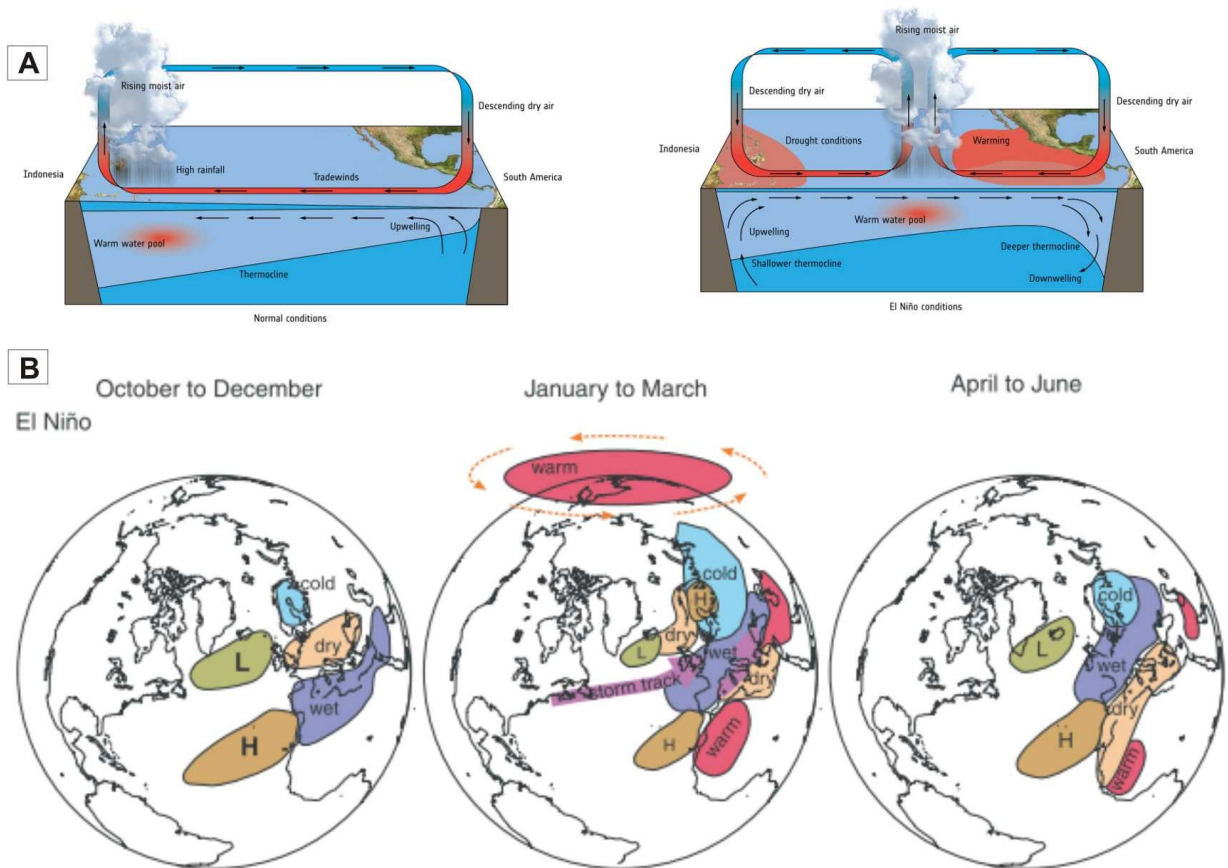 A
Rising moist air
Descending dry air
High rainfall
Indonesia
Tradewinds
South America
Upwelling
Warm water pool
Thermocline
Normal conditions
Rising moist air
Descending dry air
Descending dry air
Indonesia
Drought conditions
Warming
South America
Upwelling
Warm water pool
Shallower thermocline
Deeper thermocline
Downwelling
El Niño conditions
B
October to December
January to March
April to June
El Niño
cold
L
dry
wet
H
warm
cold
H
dry
L
wet
dry
storm track
H
warm
cold
L
wet
dry
H
warm